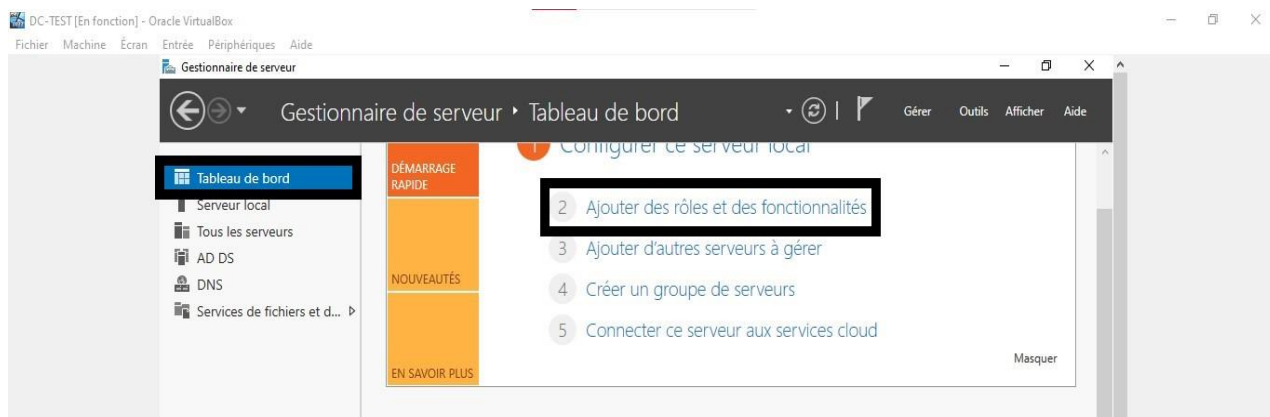 DC-TEST [En fonction] - Oracle VirtualBox
Fichier Machine Écran Entrée Périphériques Aide
Gestionnaire de serveur
Gestionnaire de serveur ‣ Tableau de bord
Gérer Outils Afficher Aide
Tableau de bord
Serveur local
Tous les serveurs
AD DS
DNS
Services de fichiers et d...
DÉMARRAGE
RAPIDE
NOUVEAUTÉS
EN SAVOIR PLUS
1 Configurer ce serveur local
2 Ajouter des rôles et des fonctionnalités
3 Ajouter d'autres serveurs à gérer
4 Créer un groupe de serveurs
5 Connecter ce serveur aux services cloud
Masquer